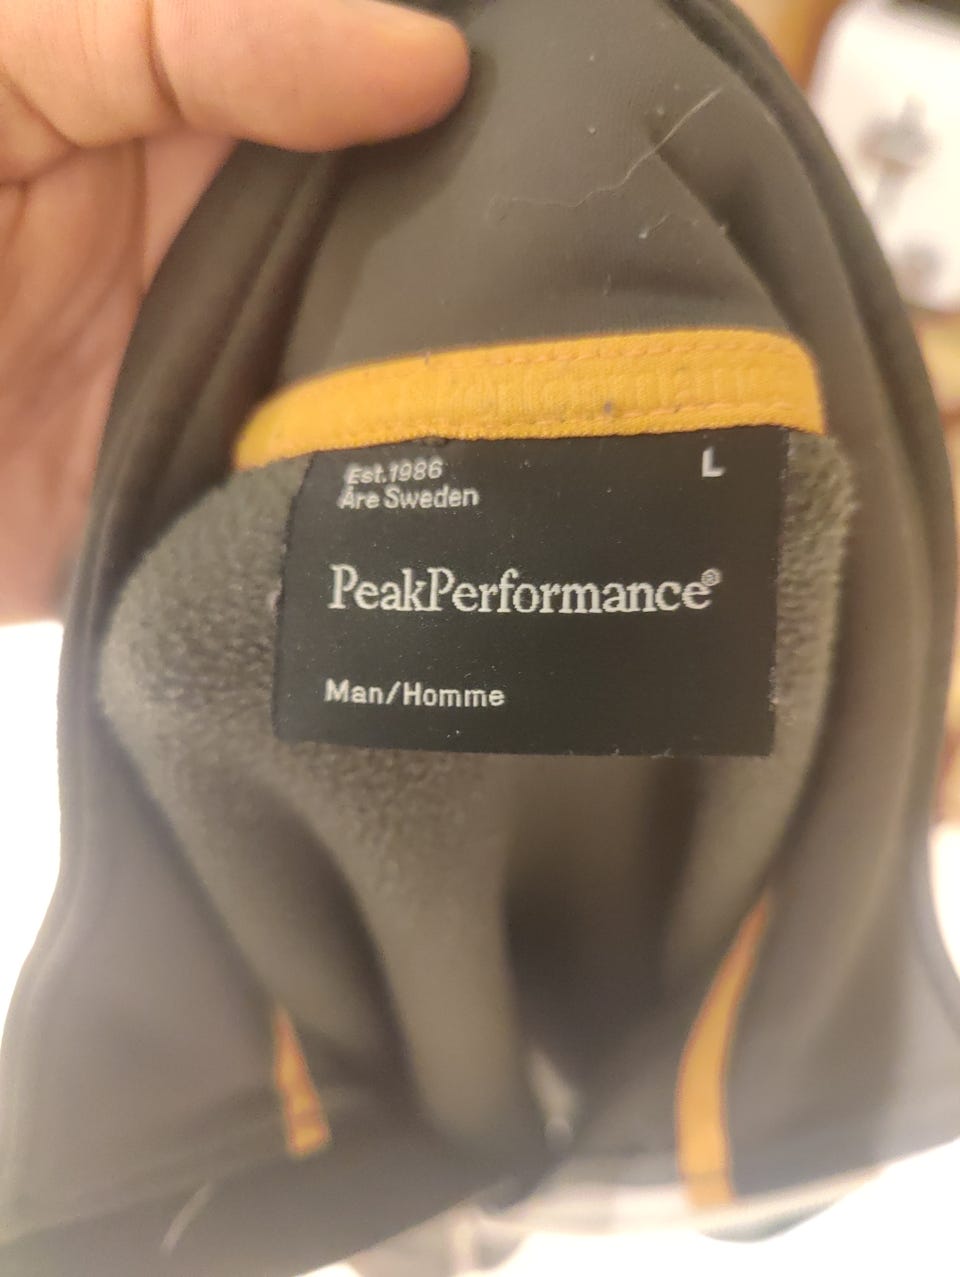 Est.1986
Åre Sweden
L
PeakPerformance®
Man/Homme